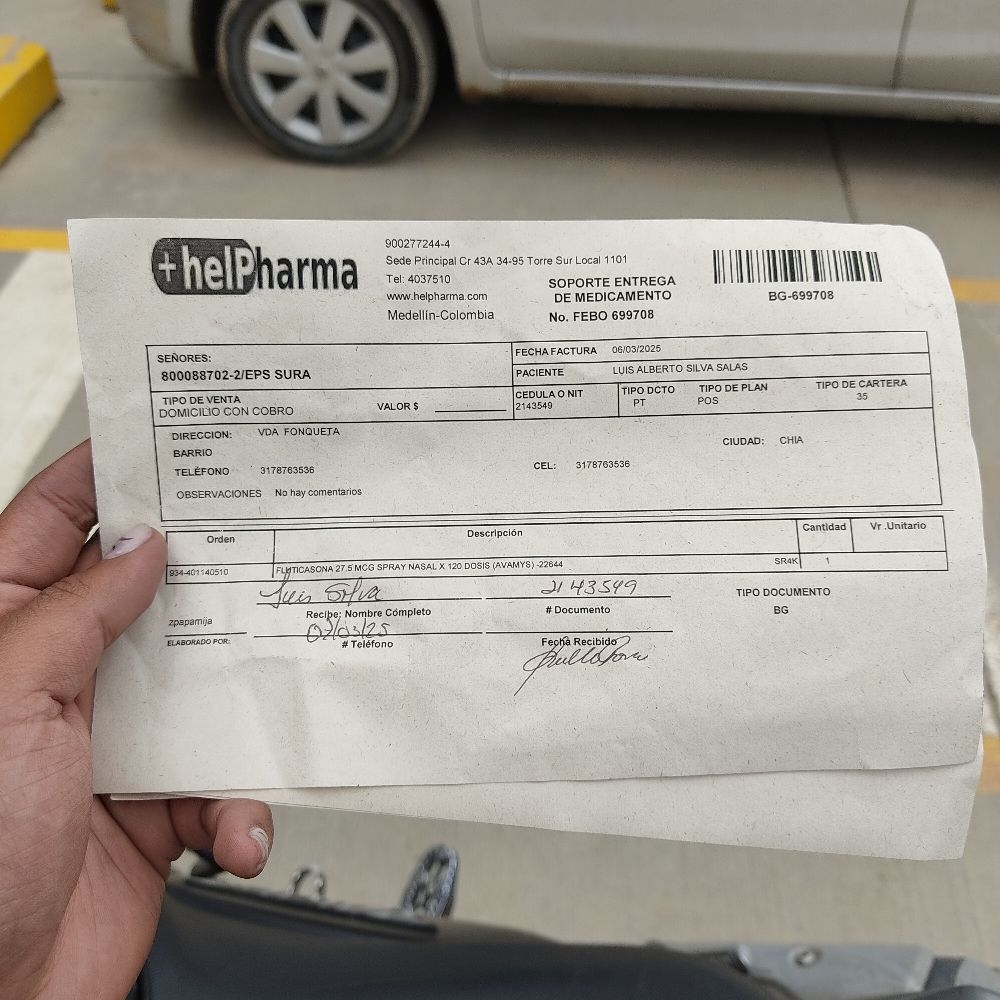 +helPharma
900277244-4
Sede Principal Cr 43A 34-95 Torre Sur Local 1101
Tel: 4037510
www.helpharma.com
Medellín-Colombia
SOPORTE ENTREGA
DE MEDICAMENTO
No. FEBO 699708
BG-699708
SEÑORES:
800088702-2/EPS SURA
FECHA FACTURA 06/03/2025
PACIENTE LUIS ALBERTO SILVA SALAS
TIPO DE VENTA
DOMICILIO CON COBRO VALOR $
CEDULA O NIT
2143549
TIPO DCTO
PT
TIPO DE PLAN
POS
TIPO DE CARTERA
35
DIRECCION: VDA FONQUETA
BARRIO
CIUDAD: CHIA
TELÉFONO 3178763536 CEL: 3178763536
OBSERVACIONES No hay comentarios
Orden Descripción Cantidad Vr .Unitario
934-401140510 FLUTICASONA 27.5 MCG SPRAY NASAL X 120 DOSIS (AVAMYS) -22644 SR4K 1
Luis Silva 2143549
Recibe: Nombre Completo # Documento
TIPO DOCUMENTO
BG
zpapamija
ELABORADO POR:
07/03/25
# Teléfono Fecha Recibido